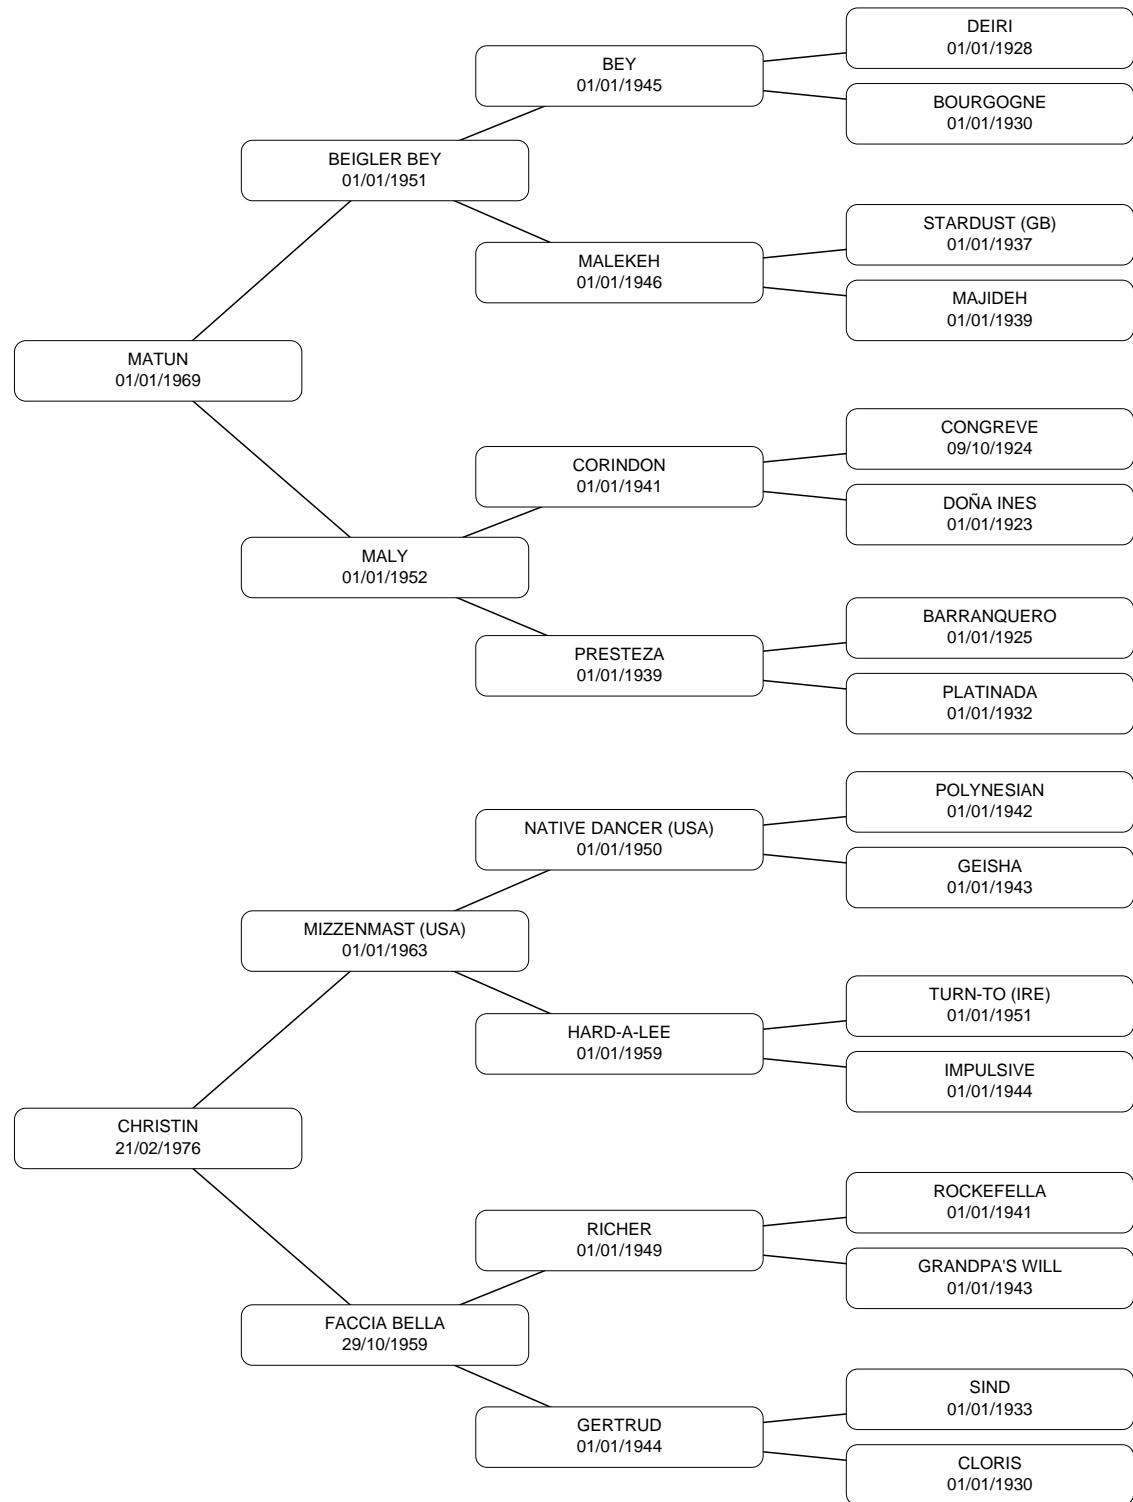 DEIRI
01/01/1928
BEY
01/01/1945
BOURGOGNE
01/01/1930
BEIGLER BEY
01/01/1951
STARDUST (GB)
01/01/1937
MALEKEH
01/01/1946
MAJIDEH
01/01/1939
MATUN
01/01/1969
CONGREVE
09/10/1924
CORINDON
01/01/1941
DOÑA INES
01/01/1923
MALY
01/01/1952
BARRANQUERO
01/01/1925
PRESTEZA
01/01/1939
PLATINADA
01/01/1932
POLYNESIAN
01/01/1942
NATIVE DANCER (USA)
01/01/1950
GEISHA
01/01/1943
MIZZENMAST (USA)
01/01/1963
TURN-TO (IRE)
01/01/1951
HARD-A-LEE
01/01/1959
IMPULSIVE
01/01/1944
CHRISTIN
21/02/1976
ROCKEFELLA
01/01/1941
RICHER
01/01/1949
GRANDPA'S WILL
01/01/1943
FACCIA BELLA
29/10/1959
SIND
01/01/1933
GERTRUD
01/01/1944
CLORIS
01/01/1930